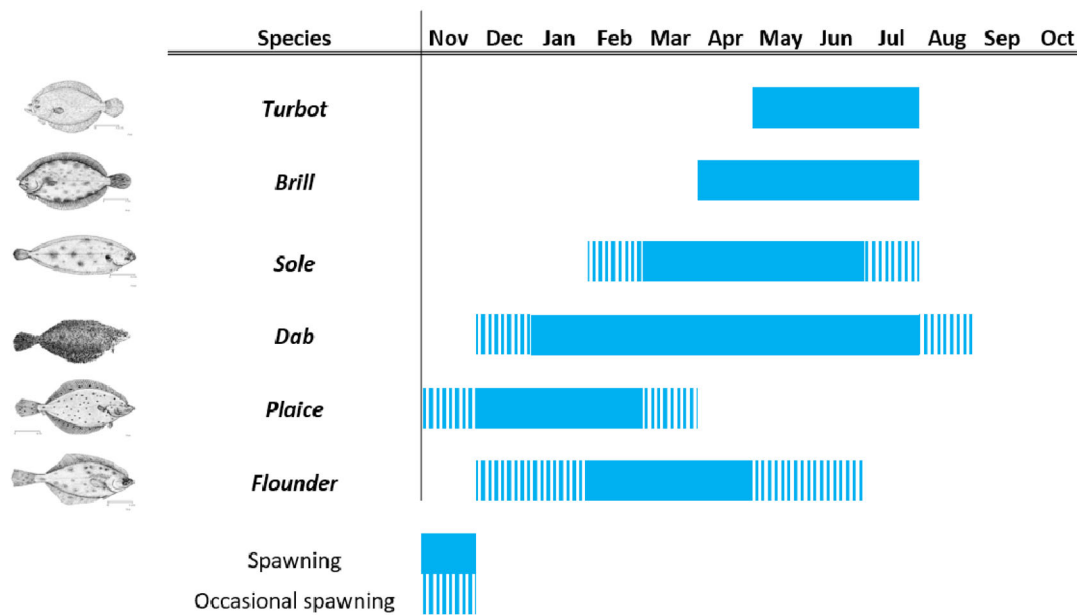 Species Nov Dec Jan Feb Mar Apr May Jun Jul Aug Sep Oct
Turbot
Brill
Sole
Dab
Plaice
Flounder
Spawning
Occasional spawning